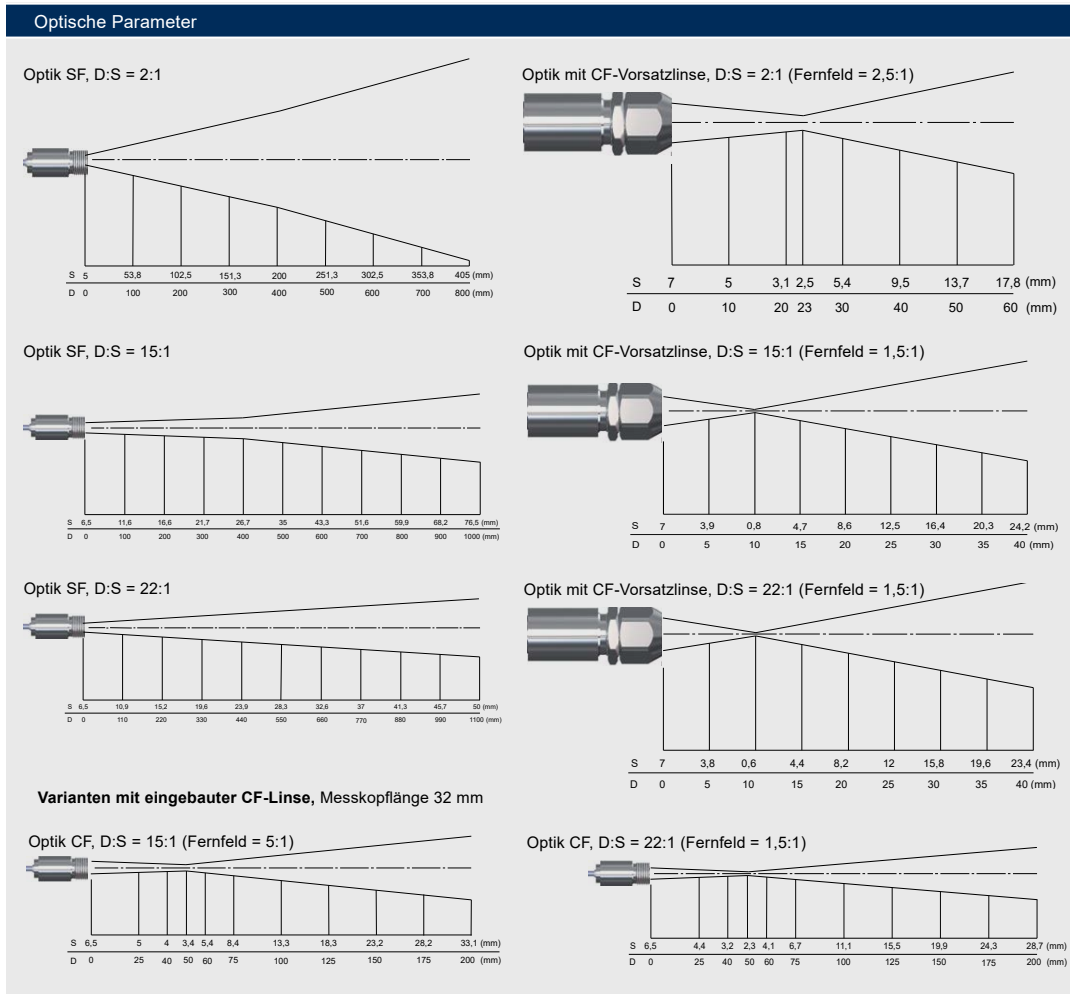 Optische Parameter
Optik SF, D:S = 2:1
S 5 53,8 102,5 151,3 200 251,3 302,5 353,8 405 (mm)
D 0 100 200 300 400 500 600 700 800 (mm)
Optik mit CF-Vorsatzlinse, D:S = 2:1 (Fernfeld = 2,5:1)
S 7 5 3,1 2,5 5,4 9,5 13,7 17,8 (mm)
D 0 10 20 23 30 40 50 60 (mm)
Optik SF, D:S = 15:1
S 6,5 11,6 16,6 21,7 26,7 35 43,3 51,6 59,9 68,2 76,5 (mm)
D 0 100 200 300 400 500 600 700 800 900 1000 (mm)
Optik mit CF-Vorsatzlinse, D:S = 15:1 (Fernfeld = 1,5:1)
S 7 3,9 0,8 4,7 8,6 12,5 16,4 20,3 24,2 (mm)
D 0 5 10 15 20 25 30 35 40 (mm)
Optik SF, D:S = 22:1
S 6,5 10,9 15,2 19,6 23,9 28,3 32,6 37 41,3 45,7 50 (mm)
D 0 110 220 330 440 550 660 770 880 990 1100 (mm)
Optik mit CF-Vorsatzlinse, D:S = 22:1 (Fernfeld = 1,5:1)
S 7 3,8 0,6 4,4 8,2 12 15,8 19,6 23,4 (mm)
D 0 5 10 15 20 25 30 35 40 (mm)
Varianten mit eingebauter CF-Linse, Messkopflänge 32 mm
Optik CF, D:S = 15:1 (Fernfeld = 5:1)
S 6,5 5 4 3,4 5,4 8,4 13,3 18,3 23,2 28,2 33,1 (mm)
D 0 25 40 50 60 75 100 125 150 175 200 (mm)
Optik CF, D:S = 22:1 (Fernfeld = 1,5:1)
S 6,5 4,4 3,2 2,3 4,1 6,7 11,1 15,5 19,9 24,3 28,7 (mm)
D 0 25 40 50 60 75 100 125 150 175 200 (mm)